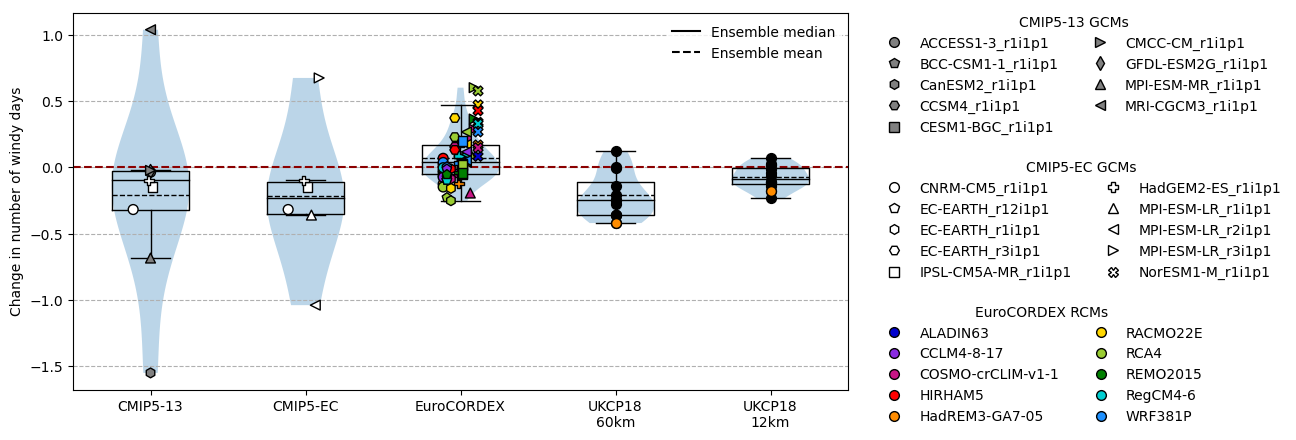 Change in number of windy days
1.0
0.5
0.0
−0.5
−1.0
−1.5
Ensemble median
Ensemble mean
CMIP5-13
CMIP5-EC
EuroCORDEX
UKCP18
60km
UKCP18
12km
CMIP5-13 GCMs
ACCESS1-3_r1i1p1
BCC-CSM1-1_r1i1p1
CanESM2_r1i1p1
CCSM4_r1i1p1
CESM1-BGC_r1i1p1
CMCC-CM_r1i1p1
GFDL-ESM2G_r1i1p1
MPI-ESM-MR_r1i1p1
MRI-CGCM3_r1i1p1
CMIP5-EC GCMs
CNRM-CM5_r1i1p1
EC-EARTH_r12i1p1
EC-EARTH_r1i1p1
EC-EARTH_r3i1p1
IPSL-CM5A-MR_r1i1p1
HadGEM2-ES_r1i1p1
MPI-ESM-LR_r1i1p1
MPI-ESM-LR_r2i1p1
MPI-ESM-LR_r3i1p1
NorESM1-M_r1i1p1
EuroCORDEX RCMs
ALADIN63
CCLM4-8-17
COSMO-crCLIM-v1-1
HIRHAM5
HadREM3-GA7-05
RACMO22E
RCA4
REMO2015
RegCM4-6
WRF381P